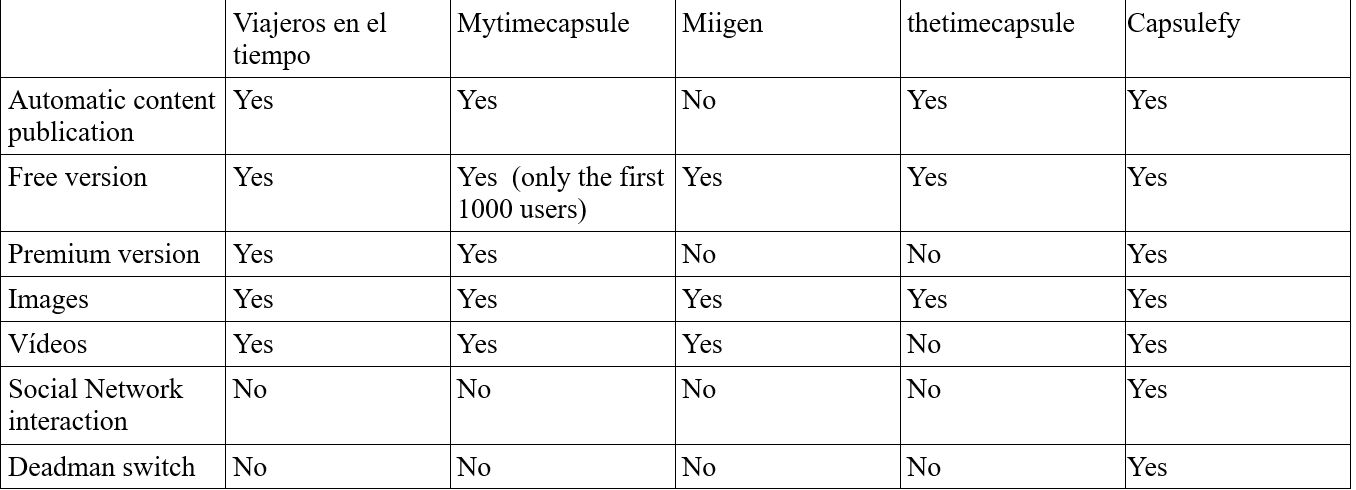 Viajeros en el tiempo Mytimecapsule Miigen thetimecapsule Capsulefy
Automatic content publication Yes Yes No Yes Yes
Free version Yes Yes (only the first 1000 users) Yes Yes Yes
Premium version Yes Yes No No Yes
Images Yes Yes Yes Yes Yes
Vídeos Yes Yes Yes No Yes
Social Network interaction No No No No Yes
Deadman switch No No No No Yes